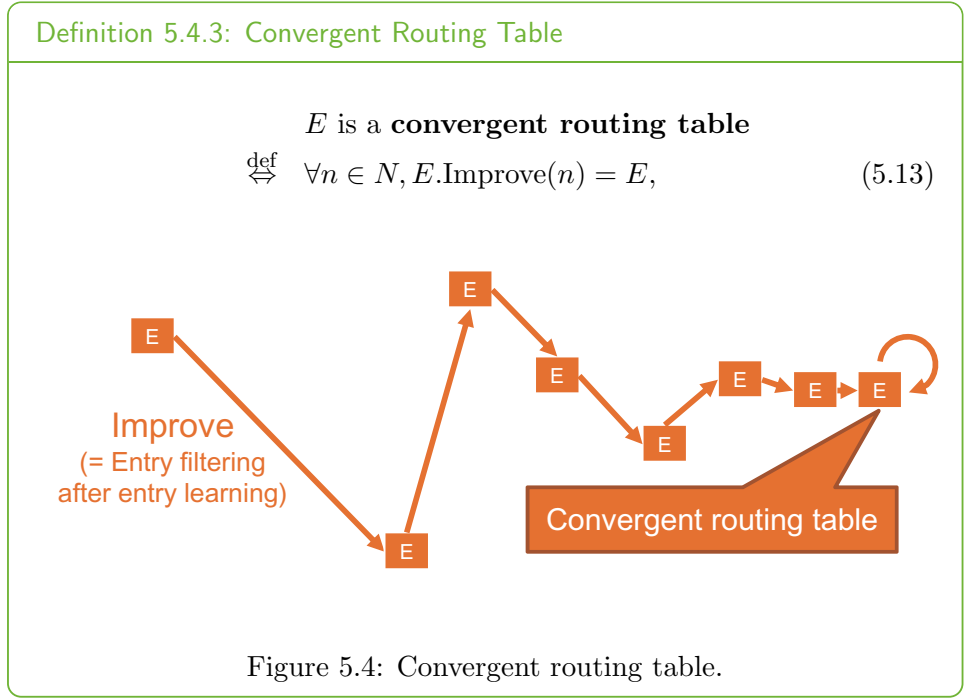 Definition 5.4.3: Convergent Routing Table
E is a convergent routing table
def
⇔ ∀n ∈ N, E.Improve(n) = E, (5.13)
E
E
E
E
E
E
E
E
Improve
(= Entry filtering
after entry learning)
Convergent routing table
Figure 5.4: Convergent routing table.